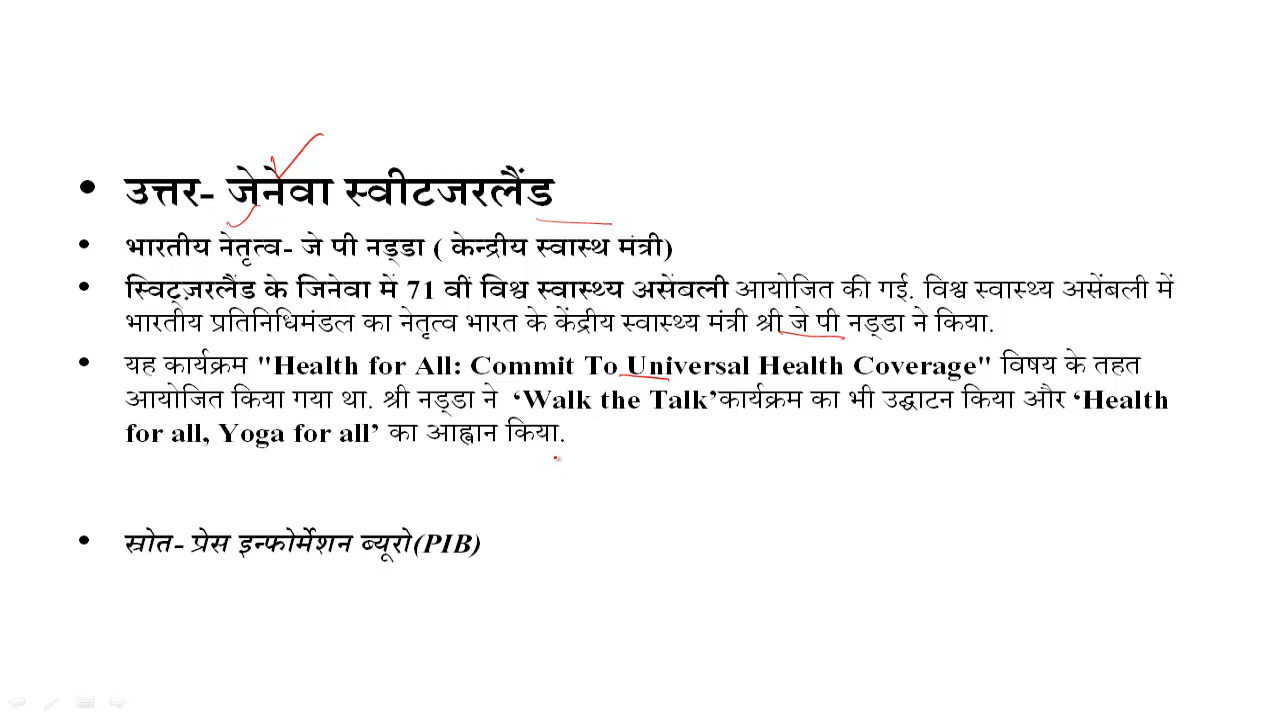 • उत्तर- जेनेवा स्वीटजरलैंड
• भारतीय नेतृत्व- जे पी नड्डा ( केन्द्रीय स्वास्थ मंत्री)
• स्विट्ज़रलैंड के जिनेवा में 71 वीं विश्व स्वास्थ्य असेंबली आयोजित की गई. विश्व स्वास्थ्य असेंबली में
भारतीय प्रतिनिधिमंडल का नेतृत्व भारत के केंद्रीय स्वास्थ्य मंत्री श्री जे पी नड्डा ने किया.
• यह कार्यक्रम "Health for All: Commit To Universal Health Coverage" विषय के तहत
आयोजित किया गया था. श्री नड्डा ने ‘Walk the Talk’कार्यक्रम का भी उद्घाटन किया और ‘Health
for all, Yoga for all’ का आह्वान किया.
• स्रोत- प्रेस इन्फोर्मेशन ब्यूरो(PIB)